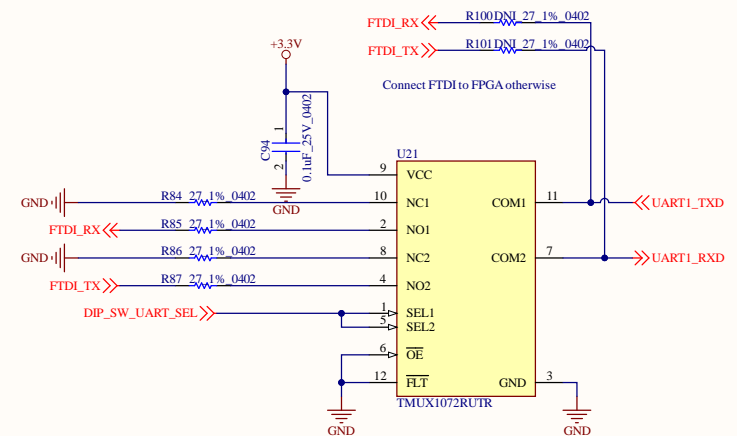 FTDI_RX
R100
DNI_27_1%_0402
FTDI_TX
R101
DNI_27_1%_0402
+3.3V
Connect FTDI to FPGA otherwise
1
C94
2
0.1uF_25V_0402
GND
U21
9
VCC
GND
R84
27_1%_0402
10
NC1
COM1
11
UART1_TXD
FTDI_RX
R85
27_1%_0402
2
NO1
GND
R86
27_1%_0402
8
NC2
COM2
7
UART1_RXD
FTDI_TX
R87
27_1%_0402
4
NO2
DIP_SW_UART_SEL
1
SEL1
5
SEL2
6
OE
12
FLT
GND
3
TMUX1072RUTR
GND
GND